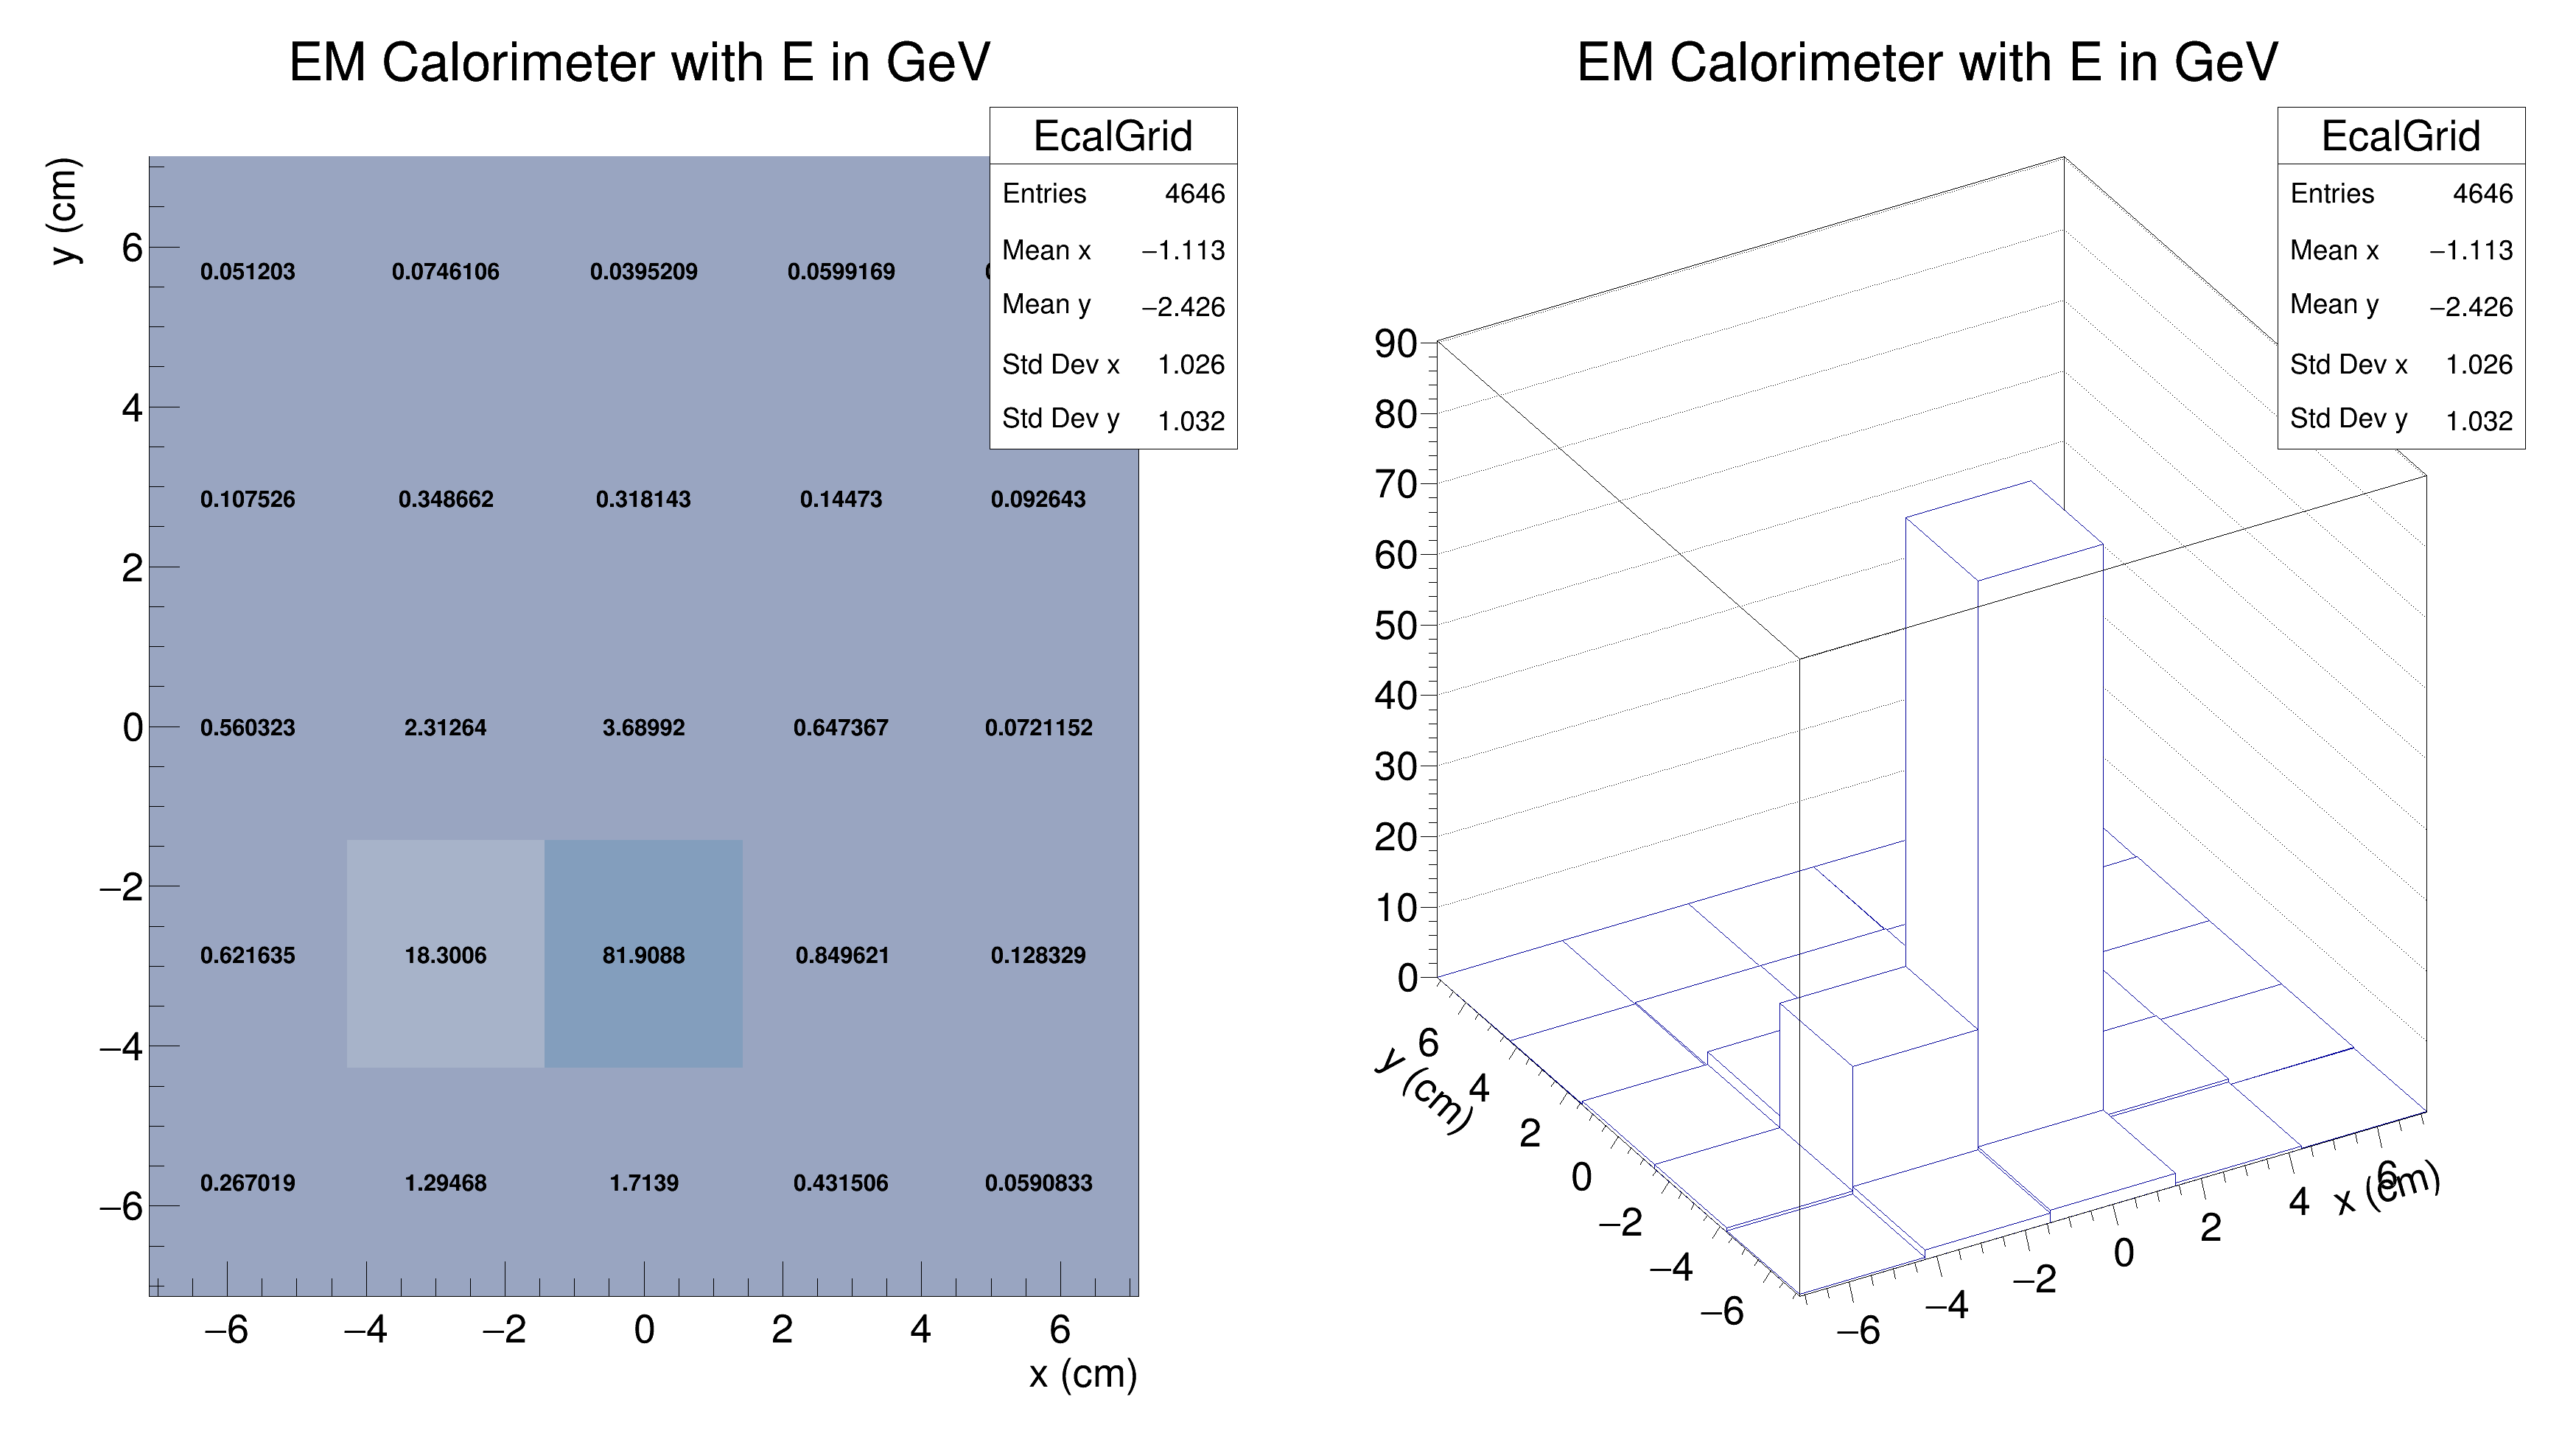 EM Calorimeter with E in GeV
EcalGrid
Entries 4646
Mean x −1.113
Mean y −2.426
Std Dev x 1.026
Std Dev y 1.032
y (cm)
6
4
2
0
−2
−4
−6
0.051203 0.0746106 0.0395209 0.0599169
0.107526 0.348662 0.318143 0.14473 0.092643
0.560323 2.31264 3.68992 0.647367 0.0721152
0.621635 18.3006 81.9088 0.849621 0.128329
0.267019 1.29468 1.7139 0.431506 0.0590833
−6 −4 −2 0 2 4 6
x (cm)
EM Calorimeter with E in GeV
EcalGrid
Entries 4646
Mean x −1.113
Mean y −2.426
Std Dev x 1.026
Std Dev y 1.032
90
80
70
60
50
40
30
20
10
0
y (cm)
6
4
2
0
−2
−4
−6
−6 −4 −2 0 2 4 6
x (cm)